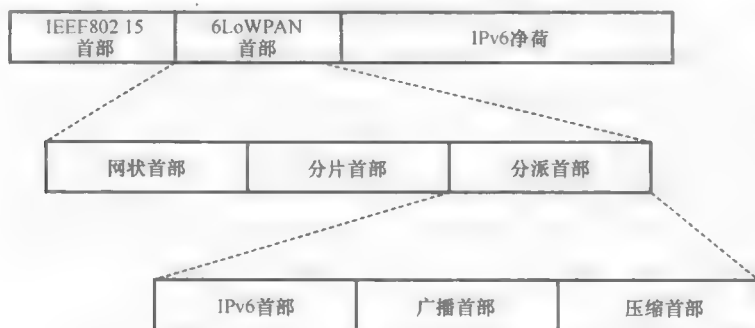 IEEF802 15
首部
6LoWPAN
首部
IPv6净荷
网状首部
分片首部
分派首部
IPv6首部
广播首部
压缩首部